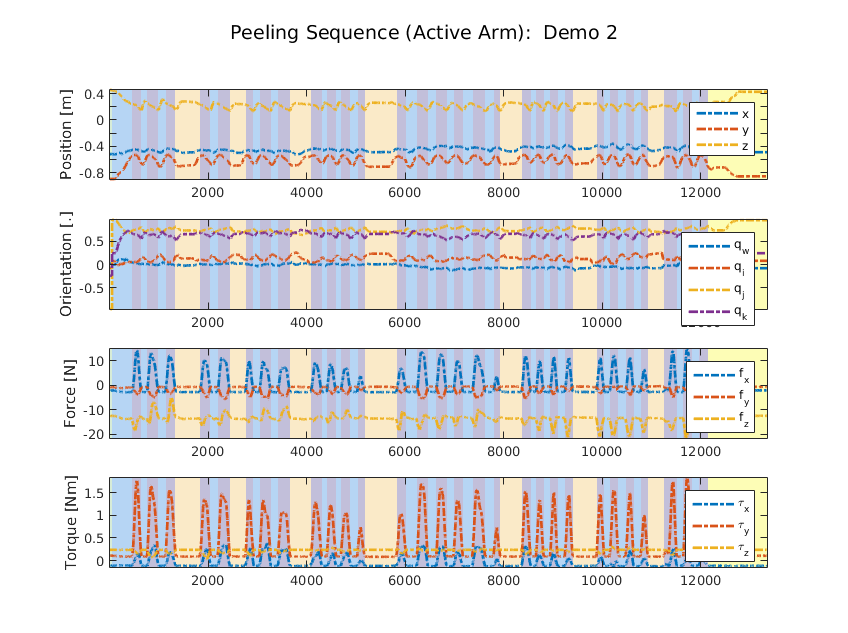 Peeling Sequence (Active Arm):  Demo 2
Position [m]
0.4
0
-0.4
-0.8
x
y
z
2000
4000
6000
8000
10000
12000
Orientation [.]
0.5
0
-0.5
q_w
q_i
q_j
q_k
2000
4000
6000
8000
10000
12000
Force [N]
10
0
-10
-20
f_x
f_y
f_z
2000
4000
6000
8000
10000
12000
Torque [Nm]
1.5
1
0.5
0
τ_x
τ_y
τ_z
2000
4000
6000
8000
10000
12000